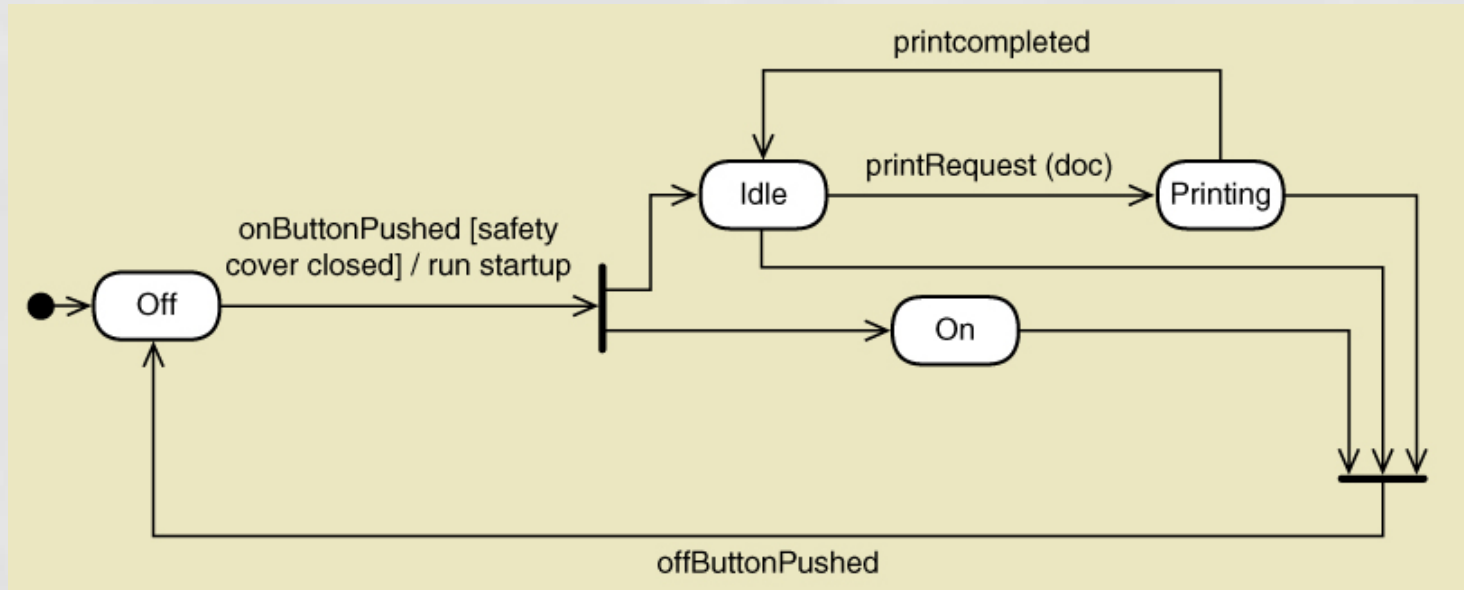 printcompleted
Idle
printRequest (doc)
Printing
onButtonPushed [safety
cover closed] / run startup
Off
On
offButtonPushed